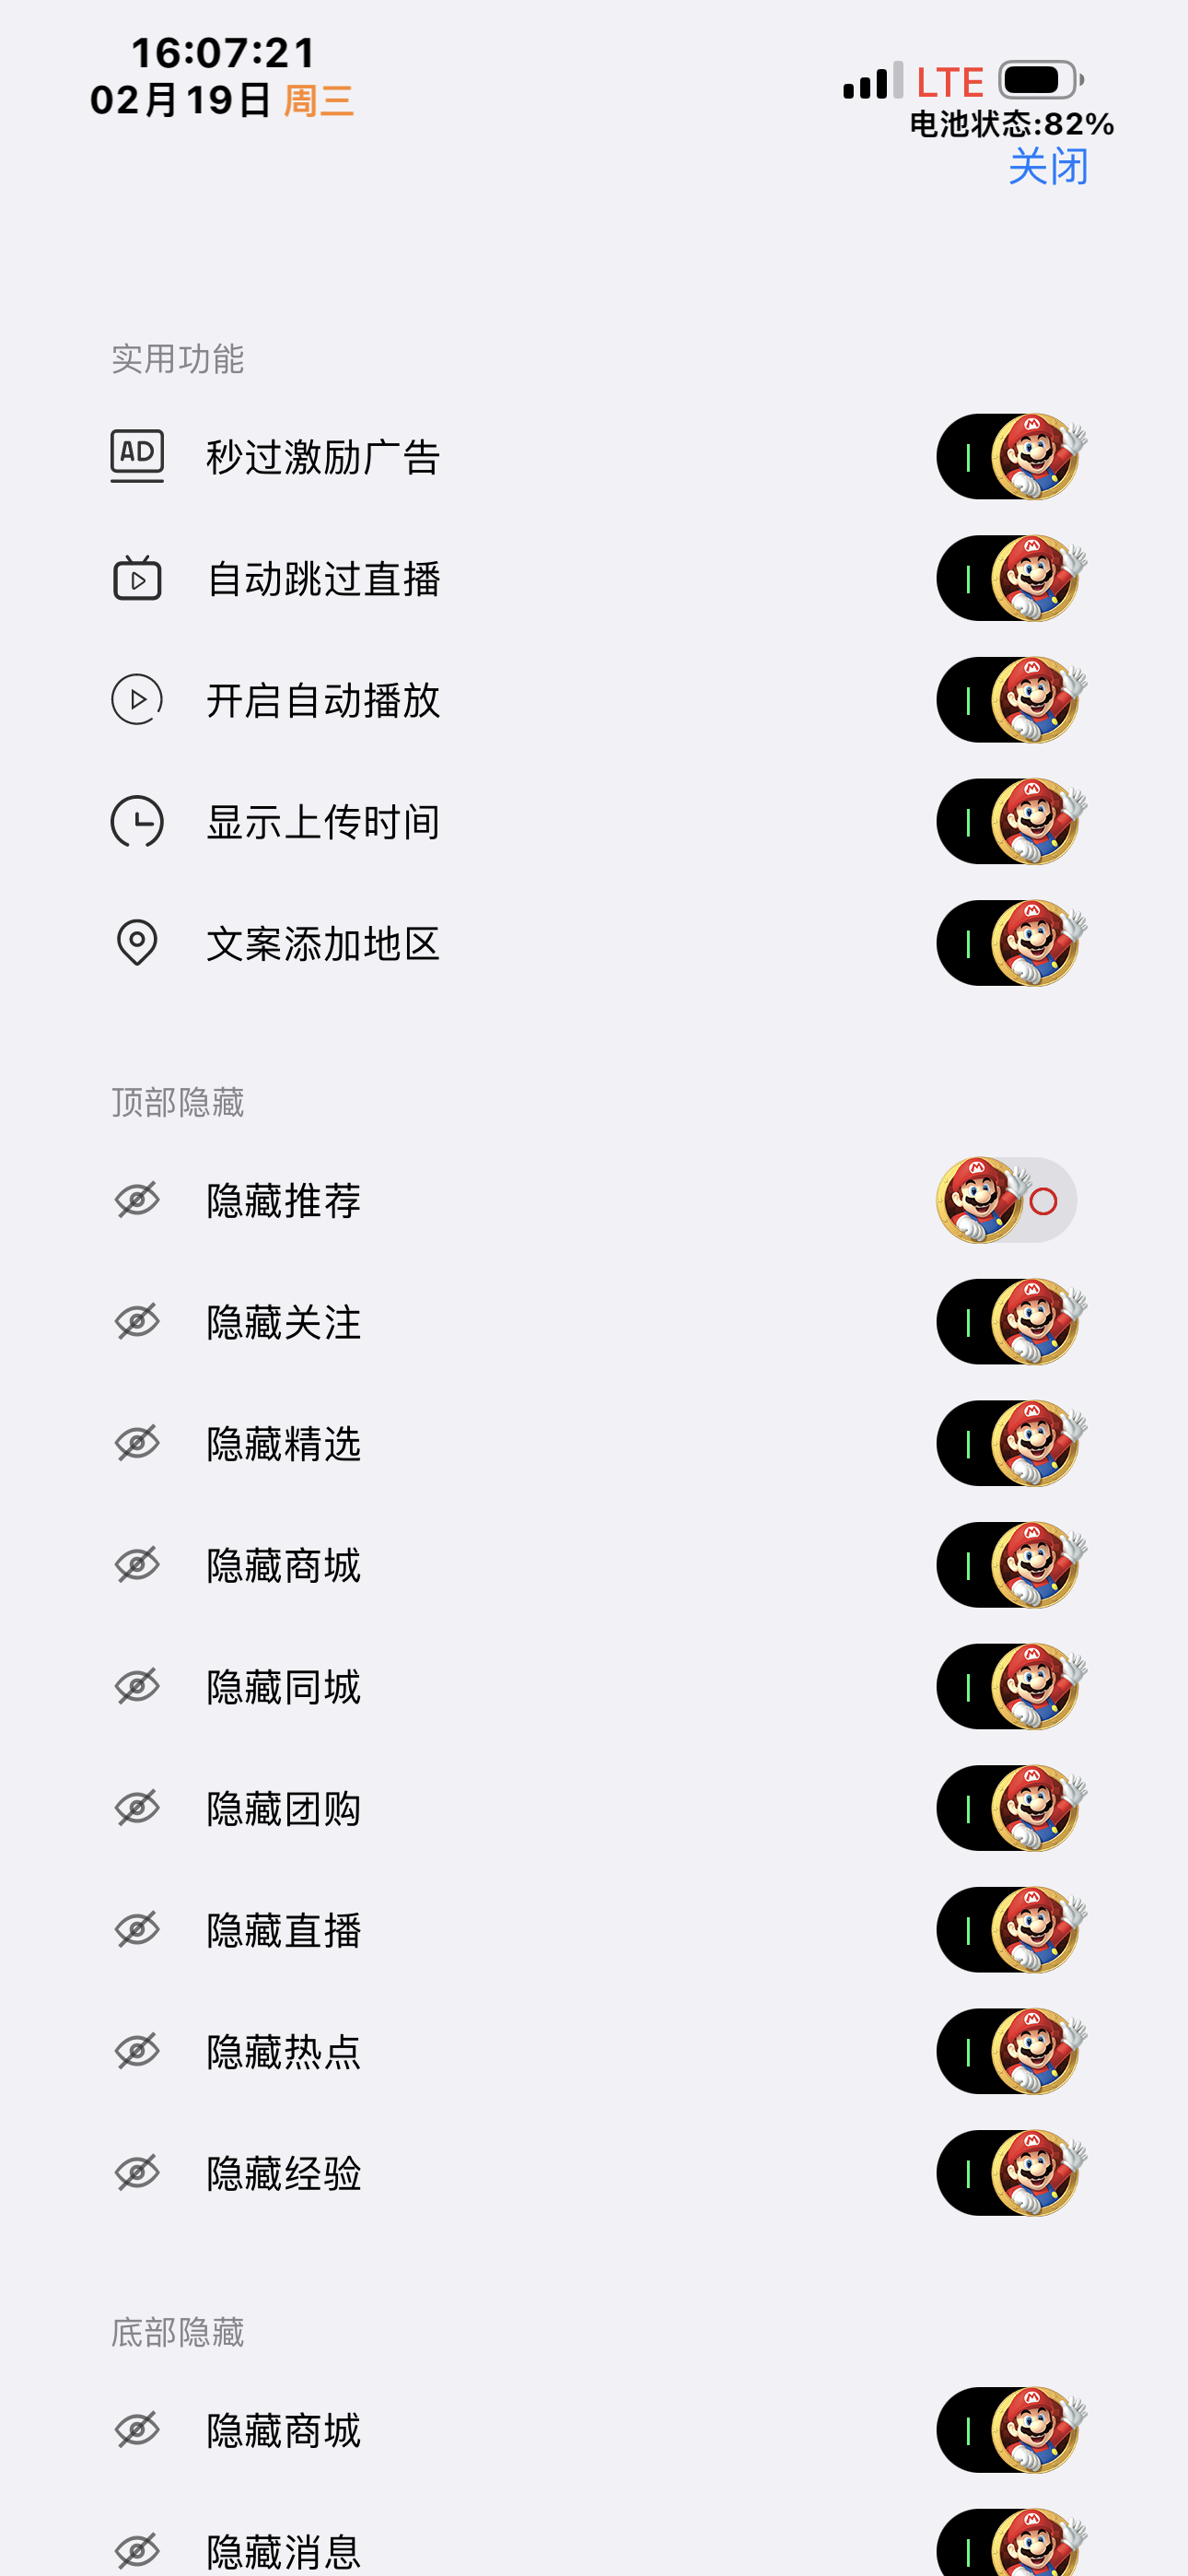 16:07:21
02月19日 周三
LTE
电池状态:82%
关闭
实用功能
AD 秒过激励广告
自动跳过直播
开启自动播放
显示上传时间
文案添加地区
顶部隐藏
隐藏推荐
隐藏关注
隐藏精选
隐藏商城
隐藏同城
隐藏团购
隐藏直播
隐藏热点
隐藏经验
底部隐藏
隐藏商城
隐藏消息